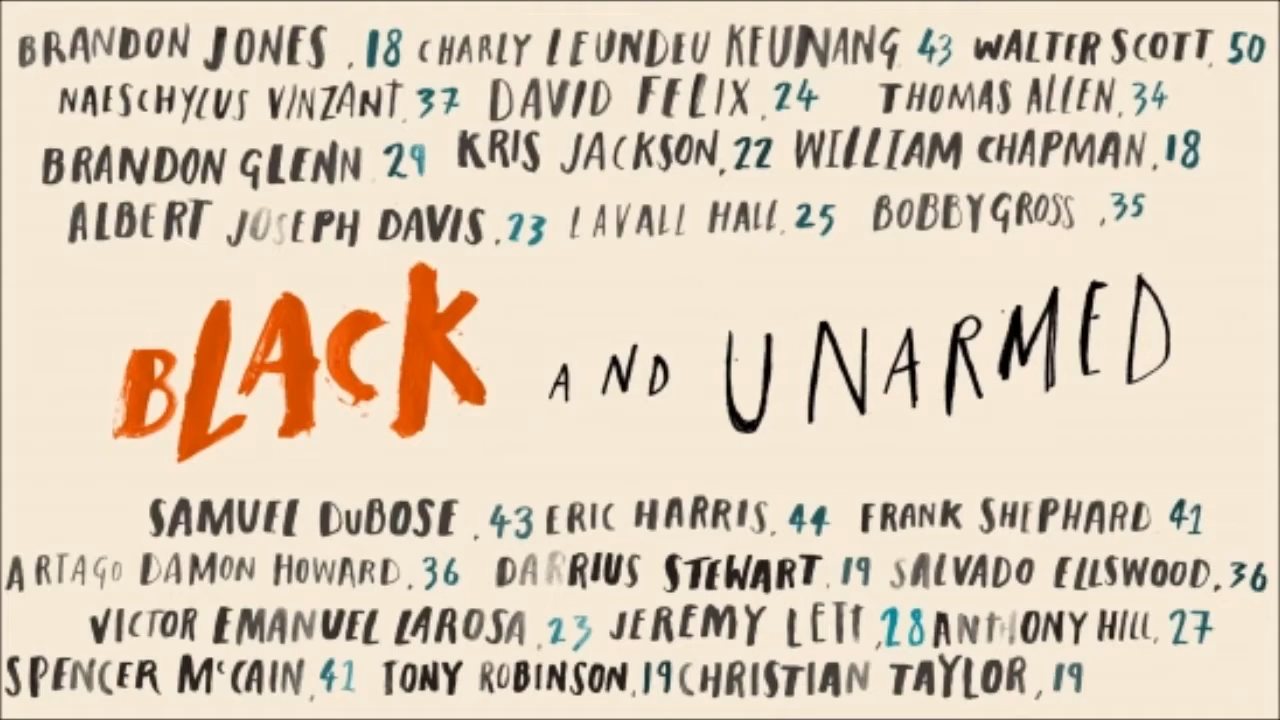 BRANDON JONES, 18 CHARLY LEUNDEU KEUNANG 43 WALTER SCOTT, 50
NAESCHYLUS VINZANT, 37 DAVID FELIX, 24 THOMAS ALLEN, 34
BRANDON GLENN 29 KRIS JACKSON, 22 WILLIAM CHAPMAN, 18
ALBERT JOSEPH DAVIS, 23 LAVALL HALL, 25 BOBBY GROSS, 35
BLACK AND UNARMED
SAMUEL DuBOSE, 43 ERIC HARRIS, 44 FRANK SHEPHARD 41
ARTAGO DAMON HOWARD, 36 DARRIUS STEWART, 19 SALVADO ELLSWOOD, 36
VICTOR EMANUEL LAROSA, 23 JEREMY LETT, 28 ANTHONY HILL, 27
SPENCER McCAIN, 41 TONY ROBINSON, 19 CHRISTIAN TAYLOR, 19